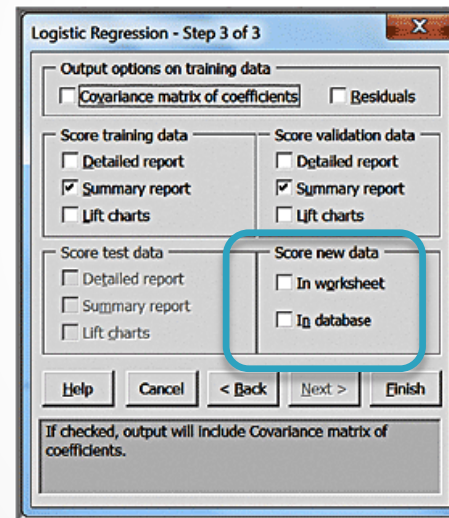 Logistic Regression - Step 3 of 3
X
Output options on training data
Covariance matrix of coefficients
Residuals
Score training data
Detailed report
Summary report
Lift charts
Score validation data
Detailed report
Summary report
Lift charts
Score test data
Detailed report
Summary report
Lift charts
Score new data
In worksheet
In database
Help
Cancel
< Back
Next >
Finish
If checked, output will include Covariance matrix of
coefficients.